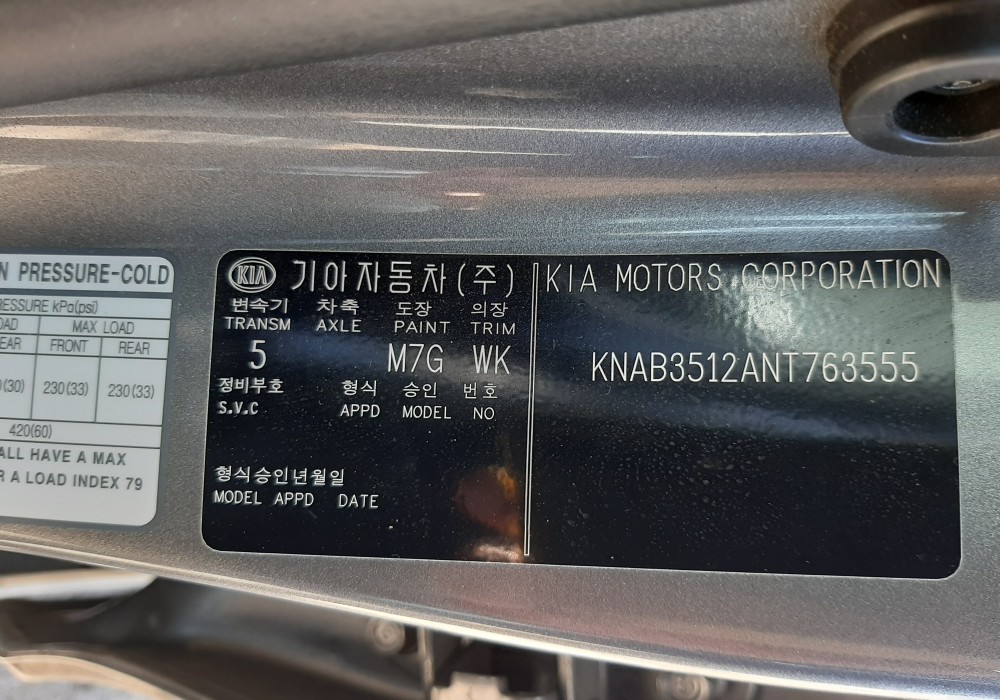 N PRESSURE-COLD
ESSURE kPa(psi)
OAD MAX LOAD
EAR FRONT REAR
(30) 230(33) 230(33)
420(60)
ALL HAVE A MAX
R A LOAD INDEX 79
KIA 기아자동차(주)
변속기 차축 도장 의장
TRANSM AXLE PAINT TRIM
5 M7G WK
정비부호 형식 승인 번호
S.V.C APPD MODEL NO
형식승인년월일
MODEL APPD DATE
KIA MOTORS CORPORATION
KNAB3512ANT763555